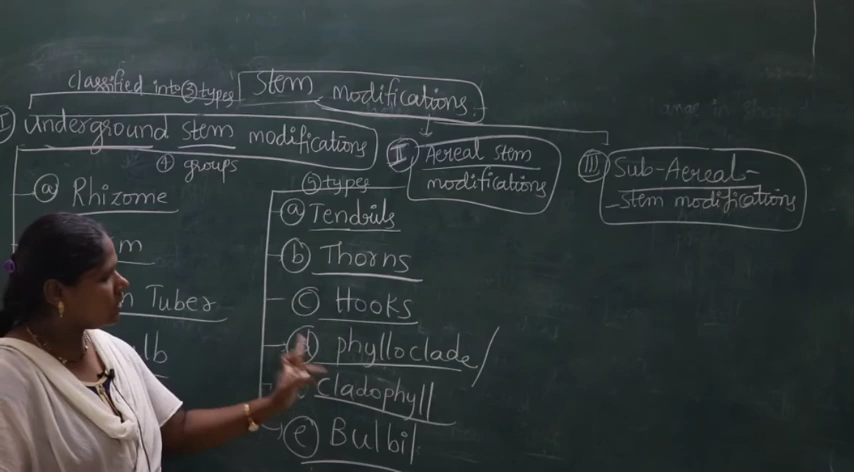 classified into ③ types
Stem modifications.
I underground stem modifications
④ groups
ⓐ Rhizome
m
Tuber
lb
II Aereal stem
modifications
⑤ types
ⓐ Tendrils
ⓑ Thorns
ⓒ Hooks
ⓓ phylloclade/
cladophyll
ⓔ Bulbil
III Sub-Aereal-
-stem modifications